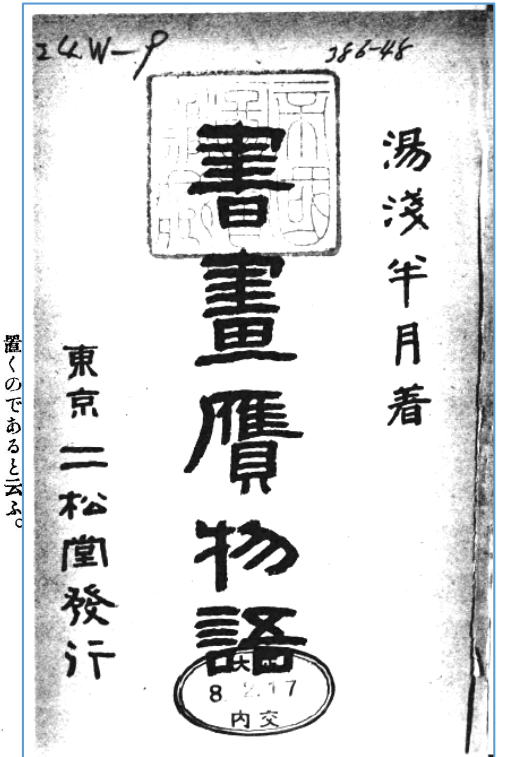 24W-9
386-48
湯淺半月着
書畫贋物語
東京二松堂發行
大正
8.2.17
内交
置くのであると云ふ。